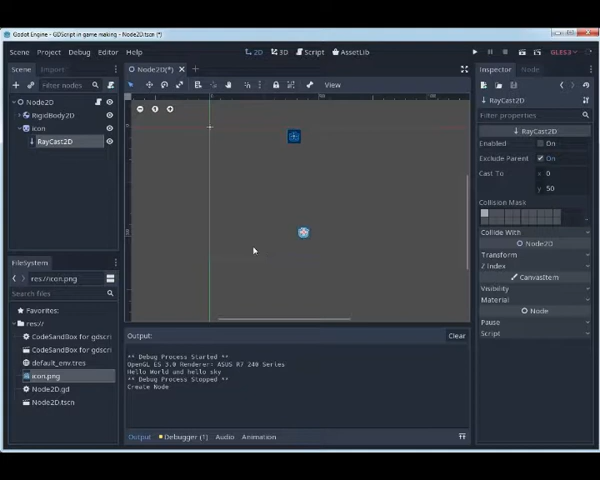 Godot Engine - GDScript in game making - Node2D.tscn (*)
Scene Project Debug Editor Help
2D 3D Script AssetLib
GLES3
Scene Import
Filter nodes
Node2D
RigidBody2D
icon
RayCast2D
FileSystem
res://icon.png
Search files
Favorites:
res://
CodeSandBox for gdscri
CodeSandBox for gdscri
default_env.tres
icon.png
Node2D.gd
Node2D.tscn
Node2D(*)
View
Output:
Clear
** Debug Process Started **
OpenGL ES 3.0 Renderer: ASUS R7 240 Series
Hello World and hello sky
** Debug Process Stopped **
Create Node
Output Debugger (1) Audio Animation
Inspector Node
RayCast2D
Filter properties
RayCast2D
Enabled On
Exclude Parent On
Cast To x 0
y 50
Collision Mask
Collide With
Node2D
Transform
Z Index
CanvasItem
Visibility
Material
Node
Pause
Script